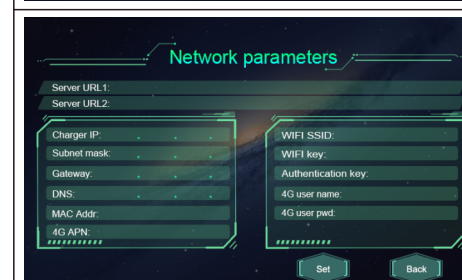 Network parameters
Server URL1:
Server URL2:
Charger IP: . . .
Subnet mask: . . .
Gateway: . . .
DNS: . . .
MAC Addr:
4G APN:
WIFI SSID:
WIFI key:
Authentication key:
4G user name:
4G user pwd:
Set
Back